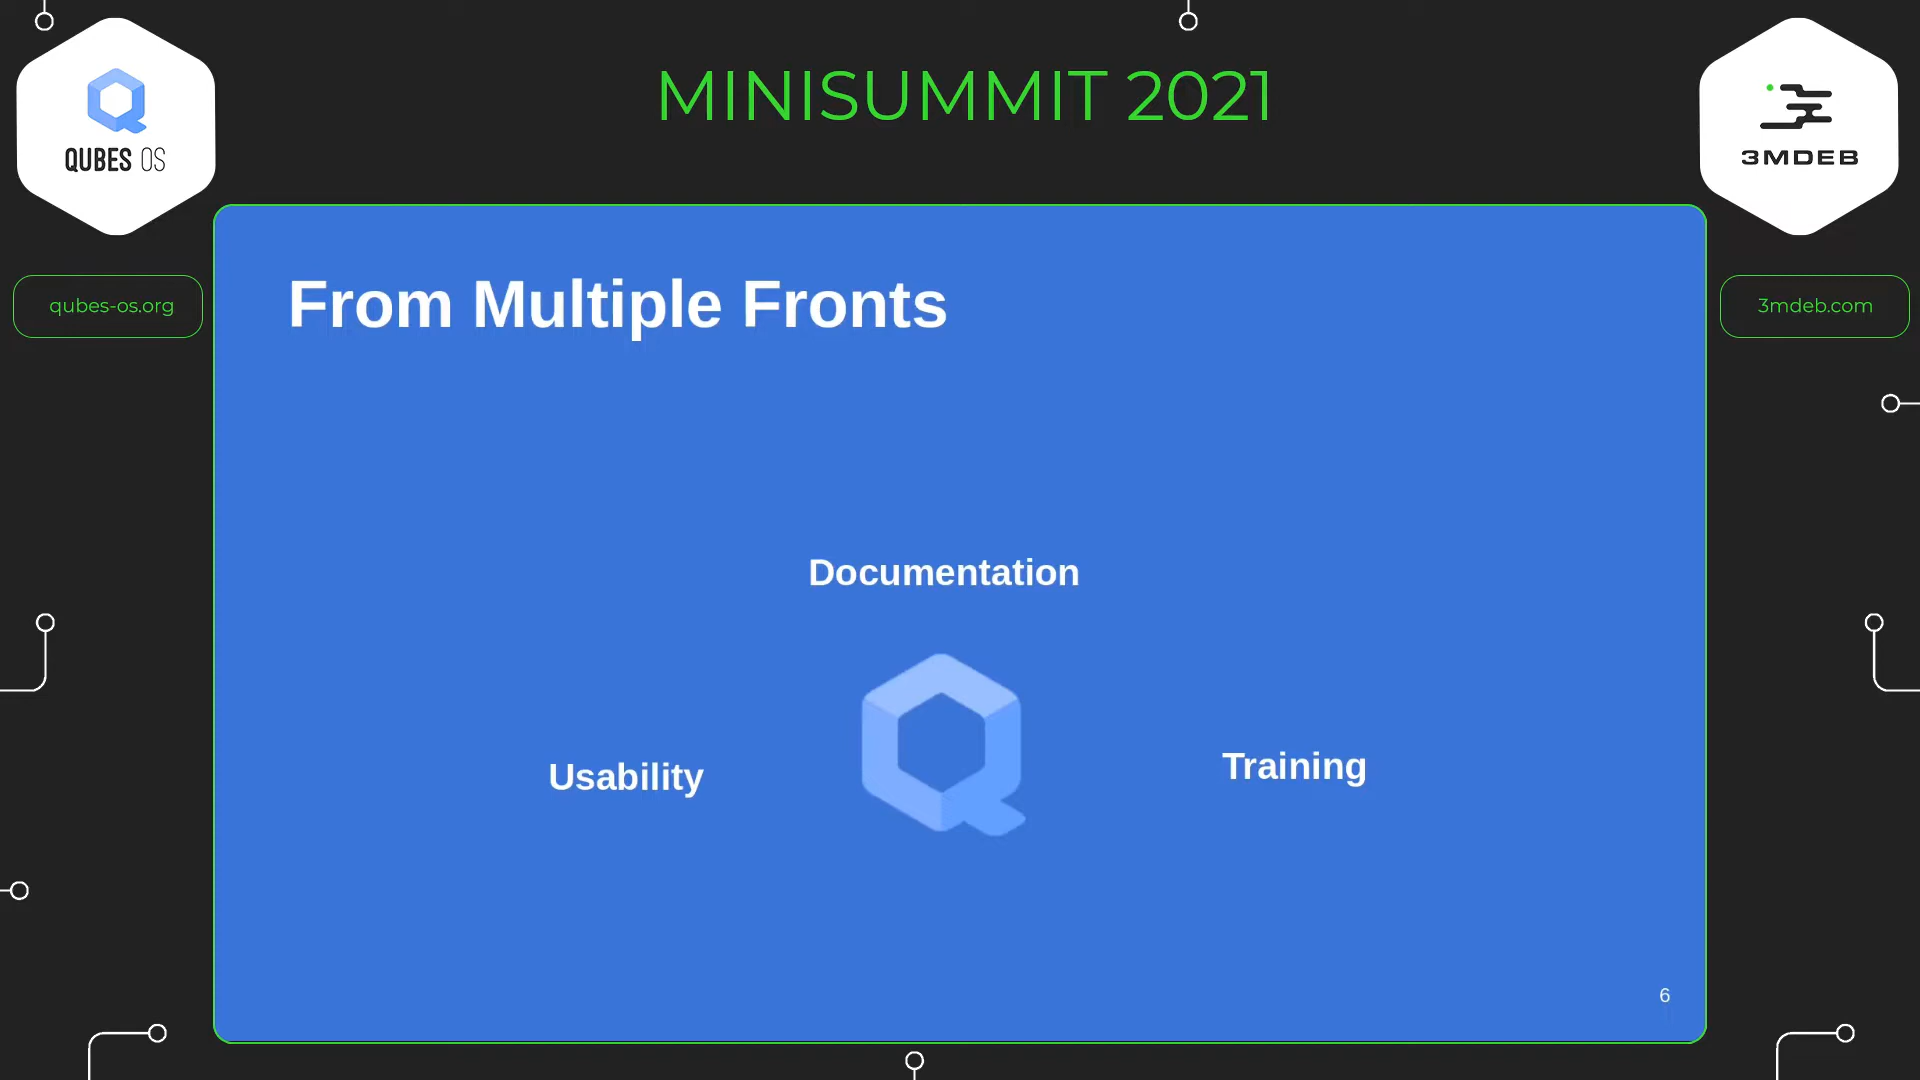 MINISUMMIT 2021
QUBES OS
3MDEB
qubes-os.org
3mdeb.com
From Multiple Fronts
Documentation
Usability
Training
6